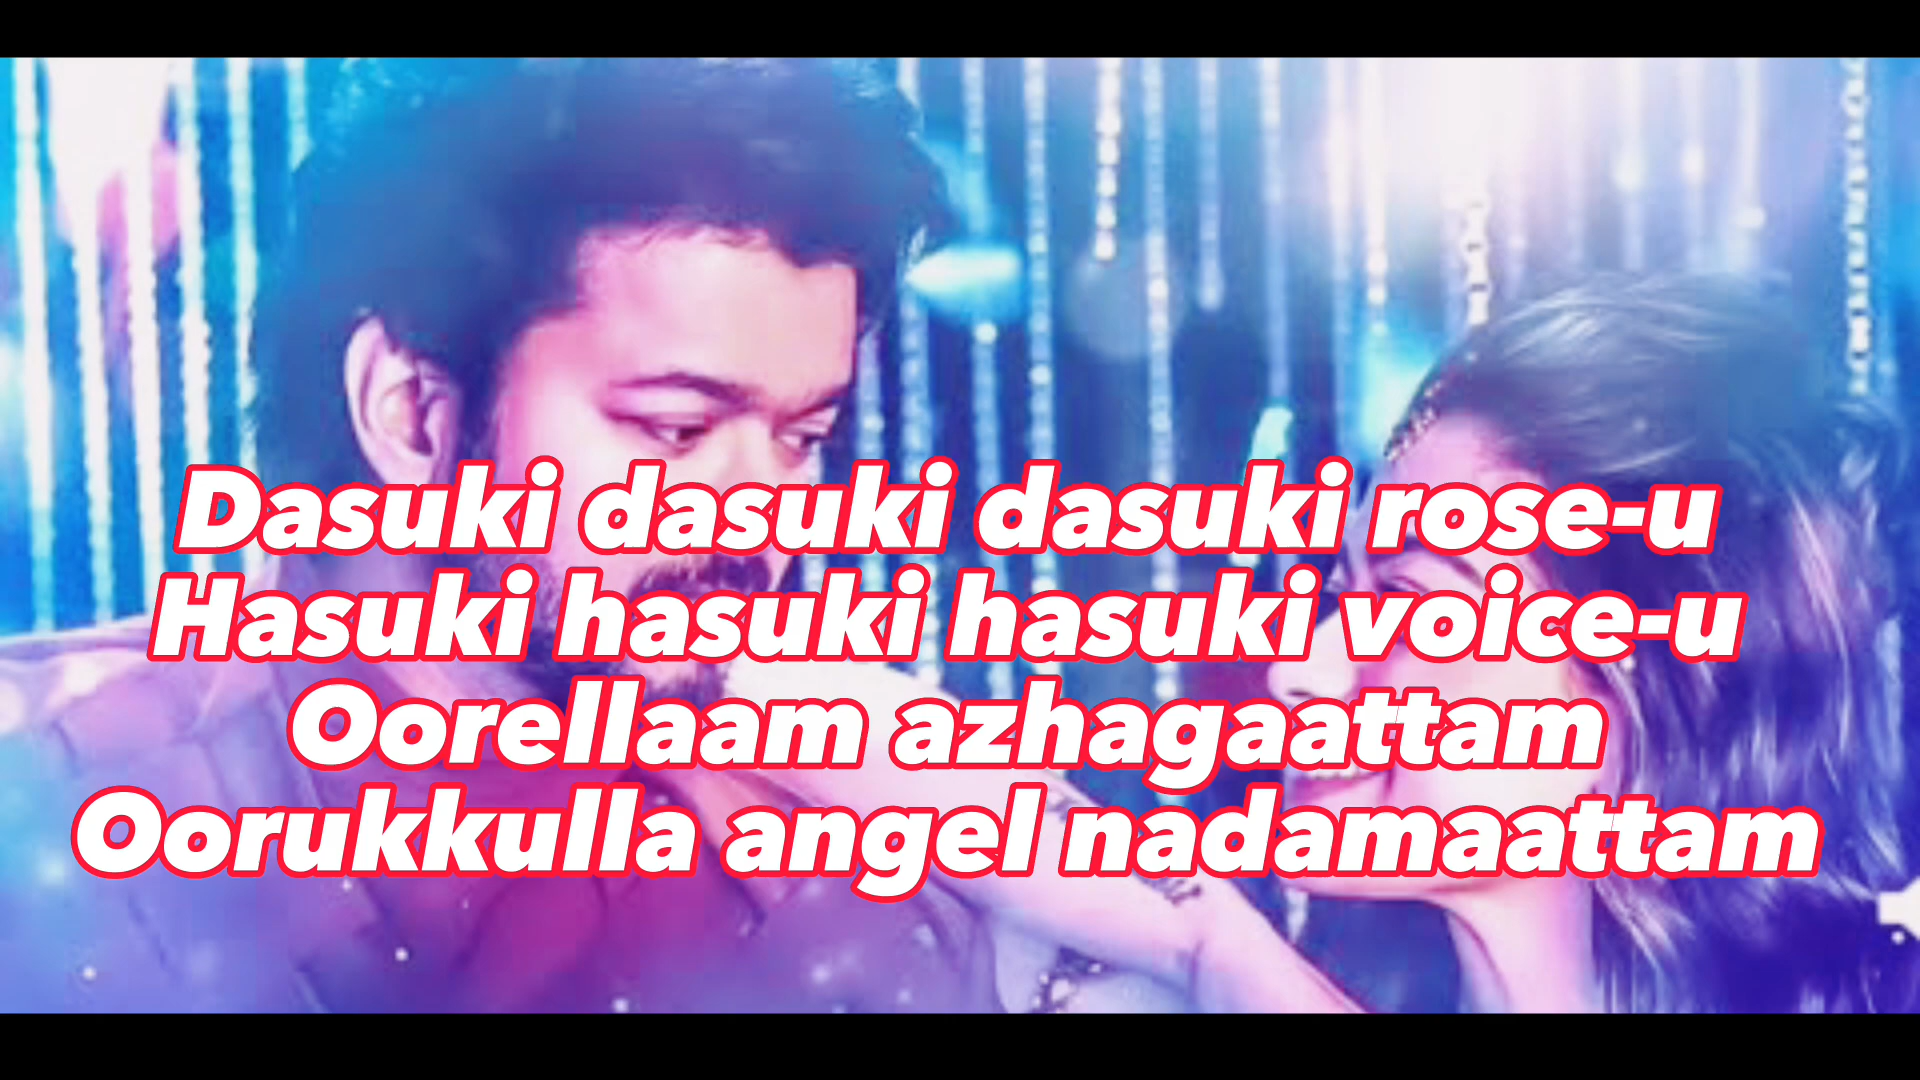 Dasuki dasuki dasuki rose-u
Hasuki hasuki hasuki voice-u
Oorellaam azhagaattam
Oorukkulla angel nadamaattam